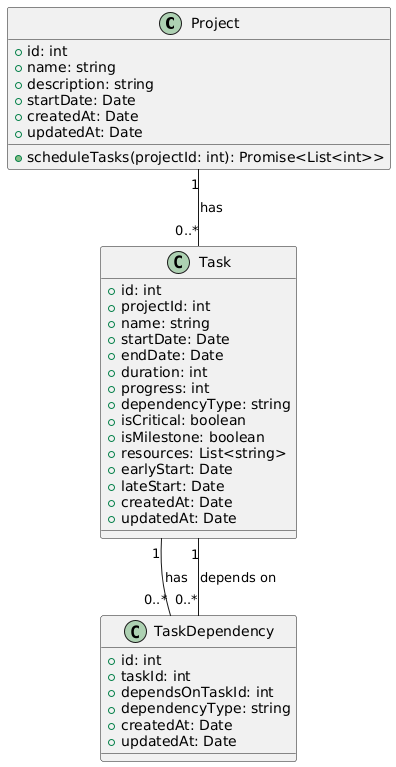 C Project
id: int
name: string
description: string
startDate: Date
createdAt: Date
updatedAt: Date
scheduleTasks(projectId: int): Promise<List<int>>
1
has
0..*
C Task
id: int
projectId: int
name: string
startDate: Date
endDate: Date
duration: int
progress: int
dependencyType: string
isCritical: boolean
isMilestone: boolean
resources: List<string>
earlyStart: Date
lateStart: Date
createdAt: Date
updatedAt: Date
1 1
has depends on
0..* 0..*
C TaskDependency
id: int
taskId: int
dependsOnTaskId: int
dependencyType: string
createdAt: Date
updatedAt: Date